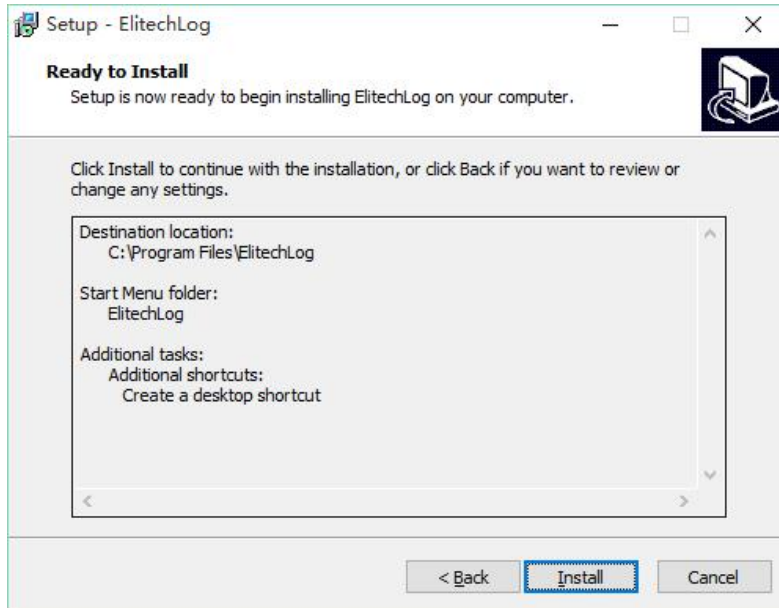 Setup - ElitechLog
Ready to Install
Setup is now ready to begin installing ElitechLog on your computer.
Click Install to continue with the installation, or click Back if you want to review or
change any settings.
Destination location:
C:\Program Files\ElitechLog
Start Menu folder:
ElitechLog
Additional tasks:
Additional shortcuts:
Create a desktop shortcut
< Back Install Cancel